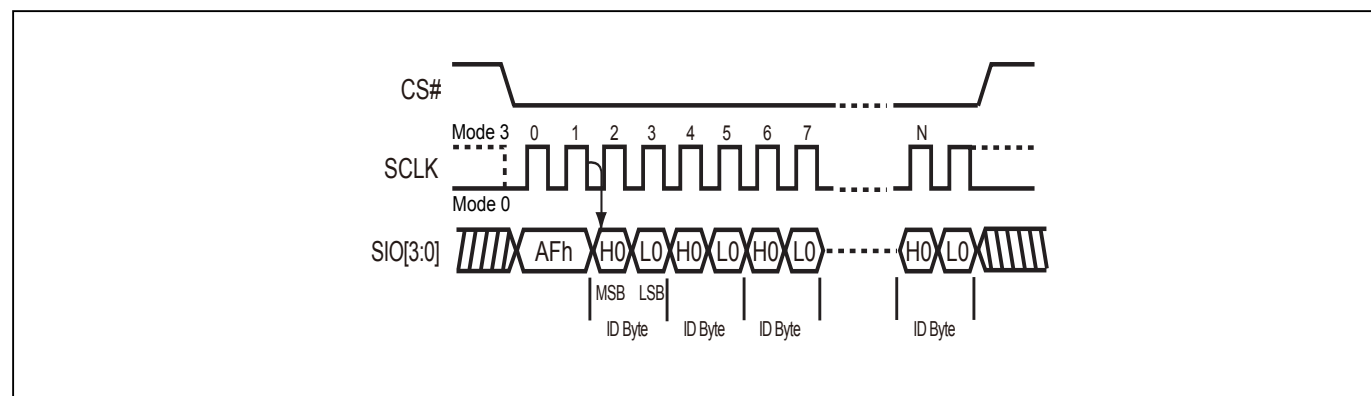 CS#
Mode 3 0 1 2 3 4 5 6 7 N
SCLK
Mode 0
SIO[3:0] AFh H0 L0 H0 L0 H0 L0 H0 L0
MSB LSB
ID Byte ID Byte ID Byte ID Byte